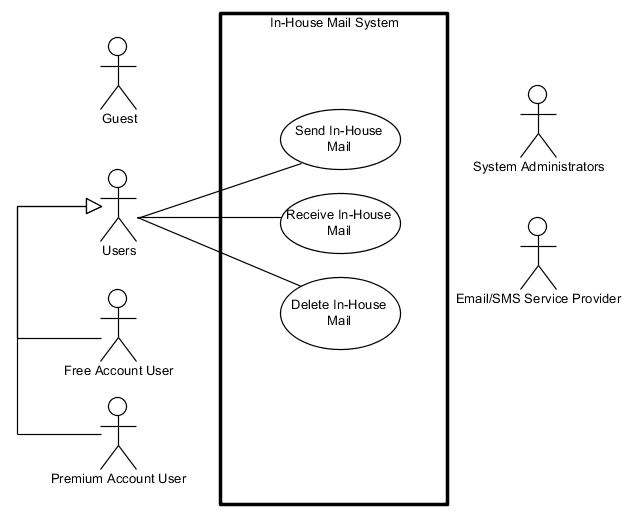 In-House Mail System
Guest
Send In-House
Mail
System Administrators
Users
Receive In-House
Mail
Delete In-House
Mail
Email/SMS Service Provider
Free Account User
Premium Account User